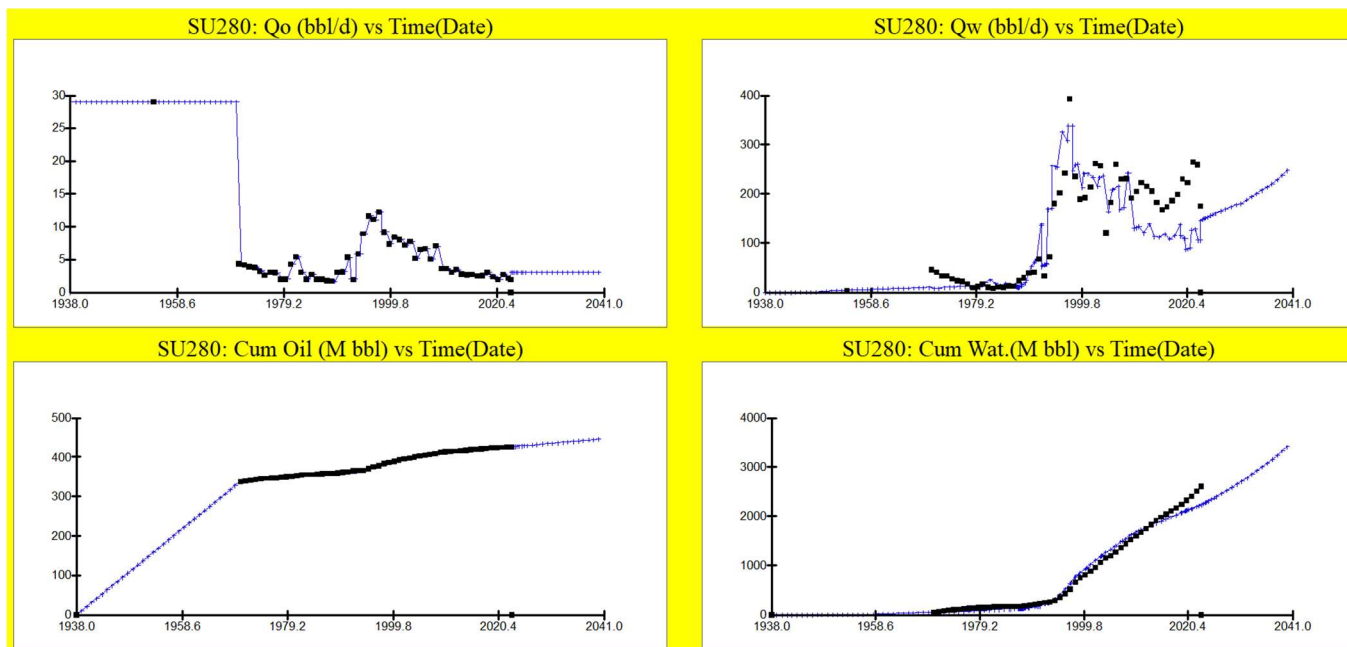 SU280: Qo (bbl/d) vs Time(Date)
30
25
20
15
10
5
0
1938.0 1958.6 1979.2 1999.8 2020.4 2041.0
SU280: Qw (bbl/d) vs Time(Date)
400
300
200
100
0
1938.0 1958.6 1979.2 1999.8 2020.4 2041.0
SU280: Cum Oil (M bbl) vs Time(Date)
500
400
300
200
100
0
1938.0 1958.6 1979.2 1999.8 2020.4 2041.0
SU280: Cum Wat.(M bbl) vs Time(Date)
4000
3000
2000
1000
0
1938.0 1958.6 1979.2 1999.8 2020.4 2041.0